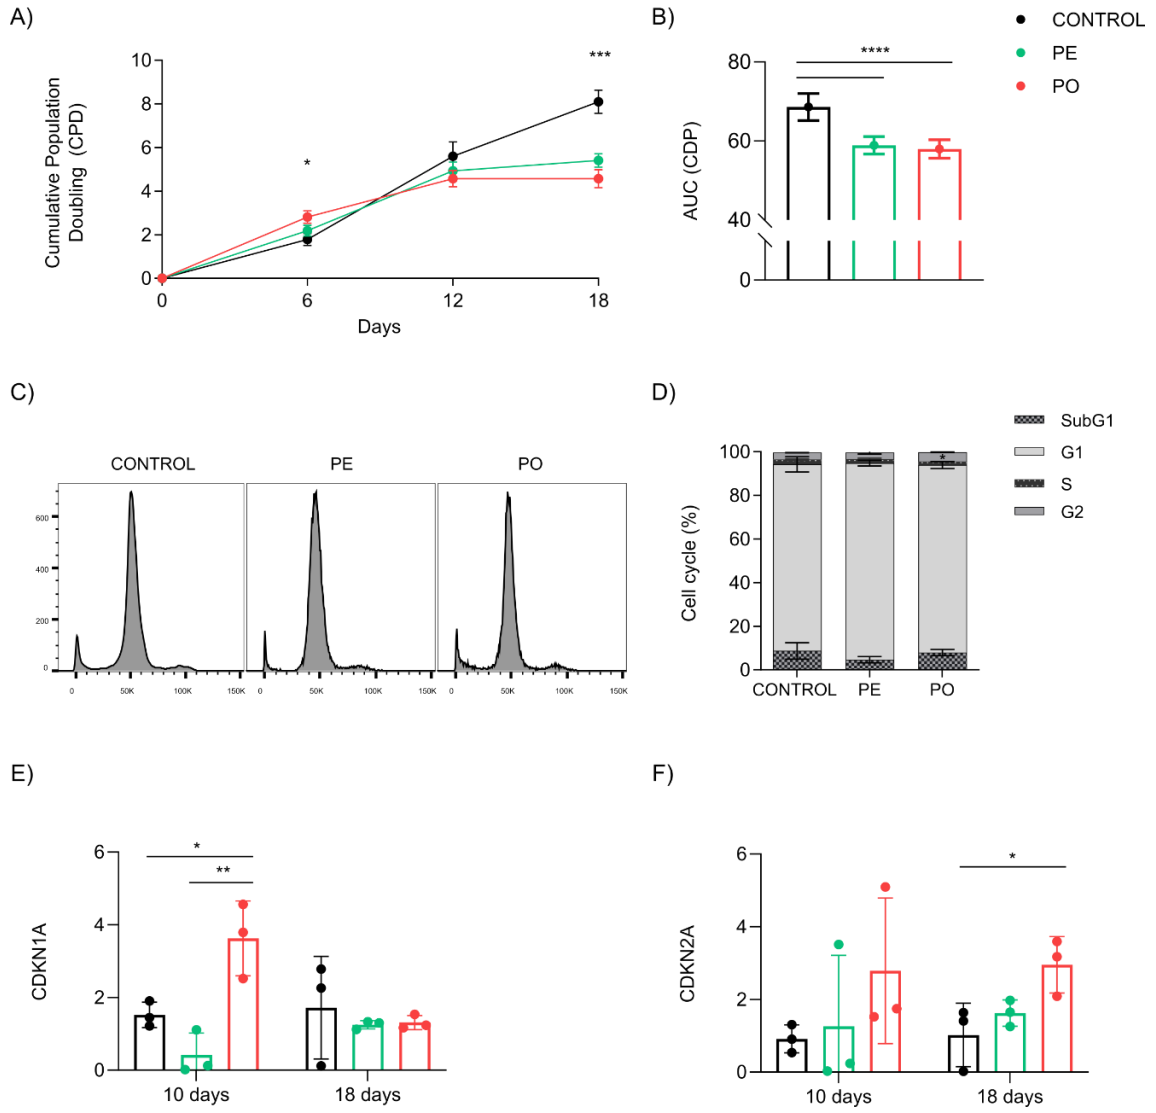 A)
B)
CONTROL
PE
PO
Cumulative Population
Doubling (CPD)
10
8
6
4
2
0
*
***
0
6
12
18
Days
AUC (CDP)
80
60
40
0
****
C)
D)
CONTROL
PE
PO
600
400
200
0
0
50K
100K
150K
0
50K
100K
150K
0
50K
100K
150K
SubG1
G1
S
G2
Cell cycle (%)
100
80
60
40
20
0
*
CONTROL
PE
PO
E)
F)
CDKN1A
6
4
2
0
*
**
10 days
18 days
CDKN2A
6
4
2
0
*
10 days
18 days